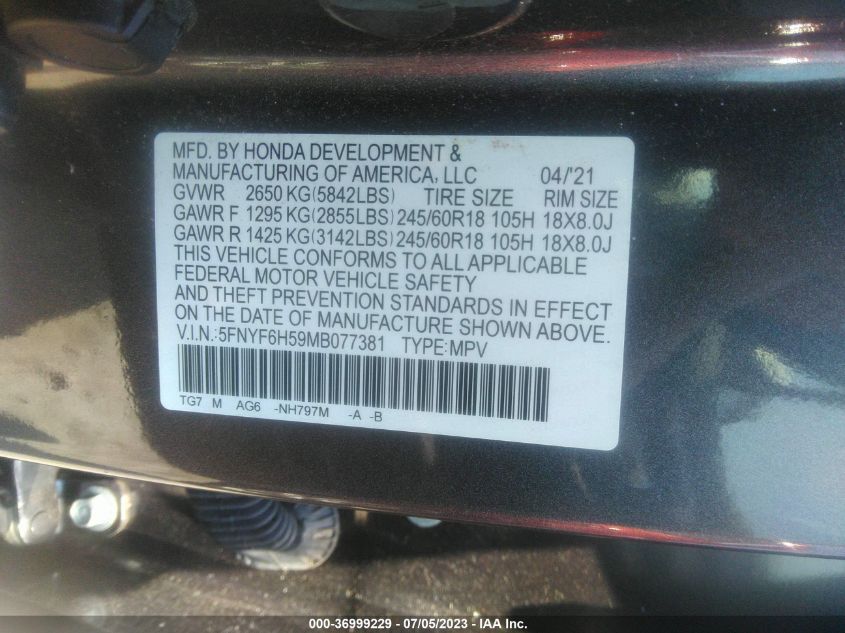 MFD. BY HONDA DEVELOPMENT &
MANUFACTURING OF AMERICA, LLC 04/'21
GVWR 2650 KG(5842LBS) TIRE SIZE RIM SIZE
GAWR F 1295 KG(2855LBS) 245/60R18 105H 18X8.0J
GAWR R 1425 KG(3142LBS) 245/60R18 105H 18X8.0J
THIS VEHICLE CONFORMS TO ALL APPLICABLE
FEDERAL MOTOR VEHICLE SAFETY
AND THEFT PREVENTION STANDARDS IN EFFECT
ON THE DATE OF MANUFACTURE SHOWN ABOVE.
V.I.N.:5FNYF6H59MB077381 TYPE:MPV
TG7 M AG6 -NH797M -A -B
000-36999229 - 07/05/2023 - IAA Inc.